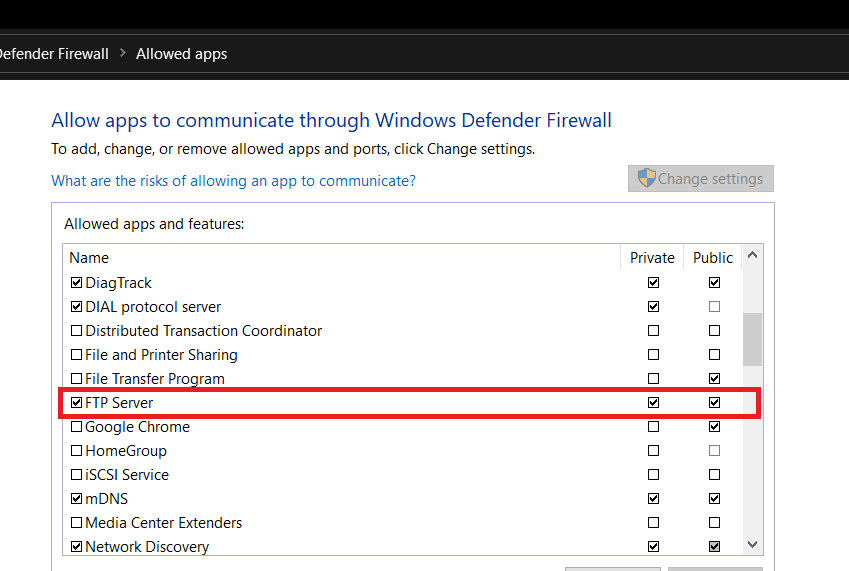 Defender Firewall > Allowed apps
Allow apps to communicate through Windows Defender Firewall
To add, change, or remove allowed apps and ports, click Change settings.
What are the risks of allowing an app to communicate?
Change settings
Allowed apps and features:
Name Private Public
DiagTrack
DIAL protocol server
Distributed Transaction Coordinator
File and Printer Sharing
File Transfer Program
FTP Server
Google Chrome
HomeGroup
iSCSI Service
mDNS
Media Center Extenders
Network Discovery